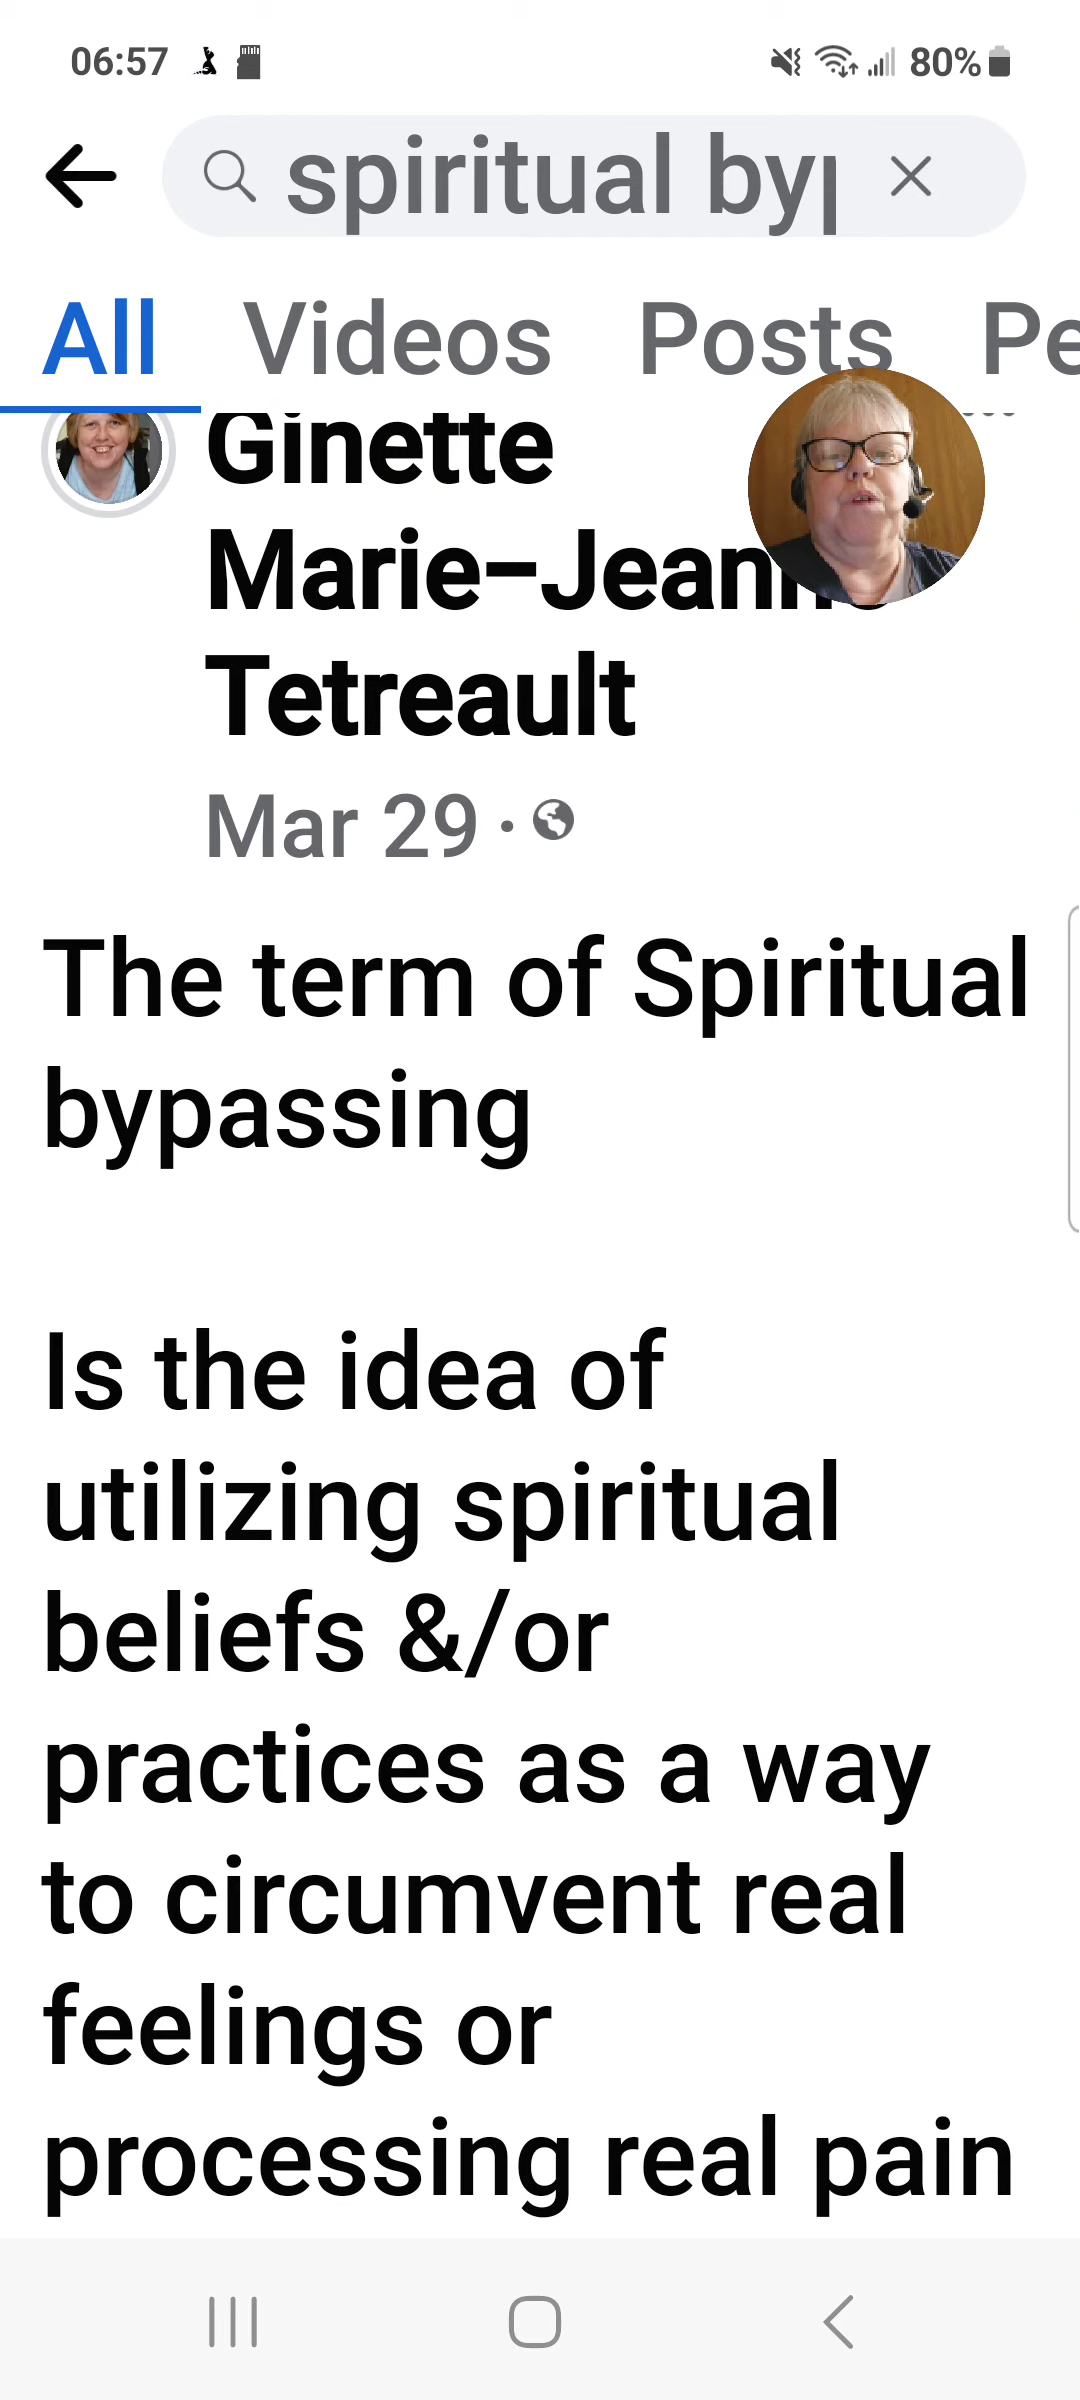 06:57 80%
spiritual by
All Videos Posts Pe
Ginette
Marie-Jean
Tetreault
Mar 29 ·
The term of Spiritual
bypassing
Is the idea of
utilizing spiritual
beliefs &/or
practices as a way
to circumvent real
feelings or
processing real pain